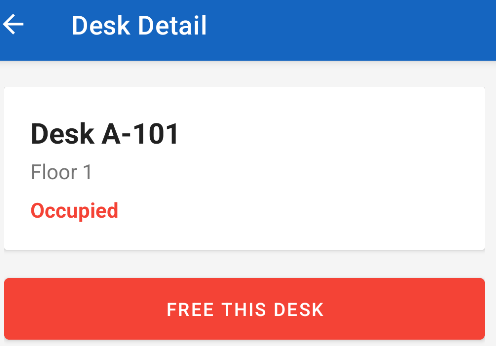 Desk Detail
Desk A-101
Floor 1
Occupied
FREE THIS DESK